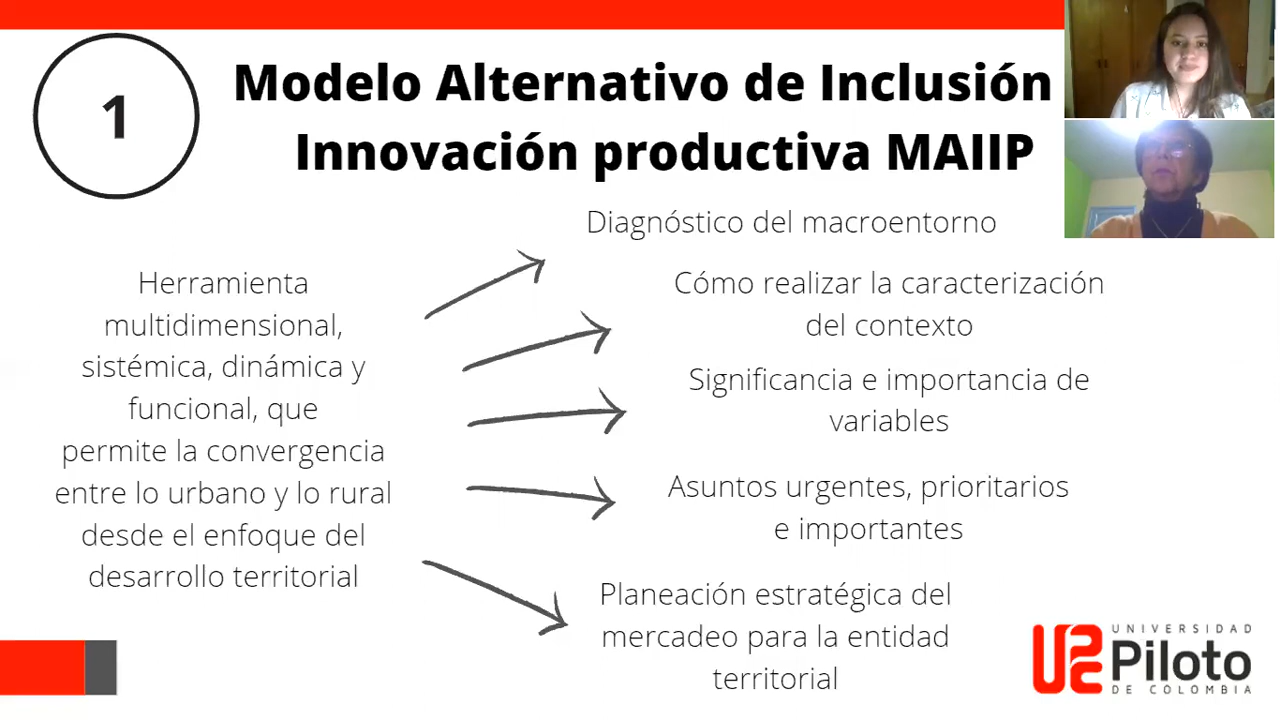 1
Modelo Alternativo de Inclusión
Innovación productiva MAIIP
Herramienta
multidimensional,
sistémica, dinámica y
funcional, que
permite la convergencia
entre lo urbano y lo rural
desde el enfoque del
desarrollo territorial
Diagnóstico del macroentorno
Cómo realizar la caracterización
del contexto
Significancia e importancia de
variables
Asuntos urgentes, prioritarios
e importantes
Planeación estratégica del
mercadeo para la entidad
territorial
UNIVERSIDAD
Piloto
DE COLOMBIA